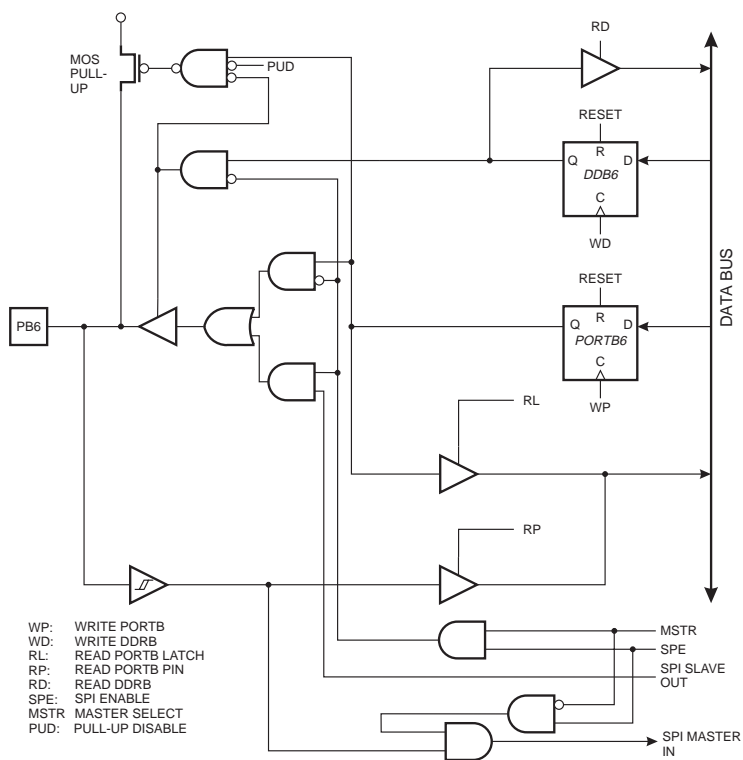 RD
MOS
PULL-
UP
PUD
RESET
R
Q
D
DDB6
C
WD
RESET
R
Q
D
PORTB6
C
WP
PB6
DATA BUS
RL
RP
WP: WRITE PORTB
WD: WRITE DDRB
RL: READ PORTB LATCH
RP: READ PORTB PIN
RD: READ DDRB
SPE: SPI ENABLE
MSTR MASTER SELECT
PUD: PULL-UP DISABLE
MSTR
SPE
SPI SLAVE
OUT
SPI MASTER
IN